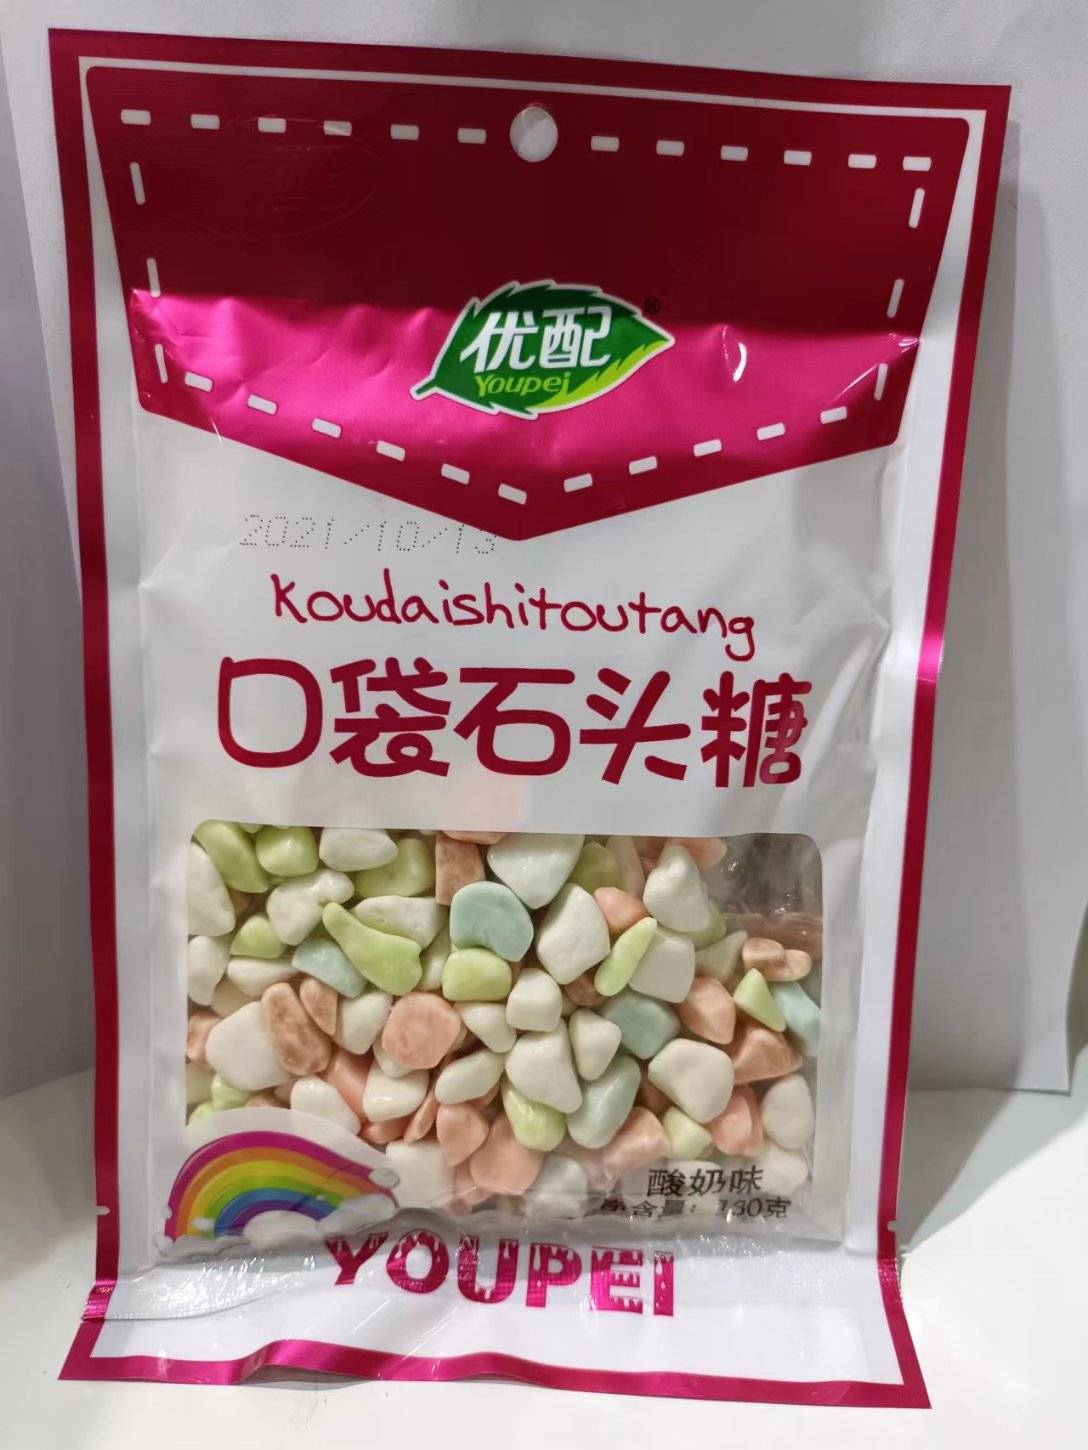 优配®
Youpei
2021/10/13
Koudaishitoutang
口袋石头糖
酸奶味
净含量：130克
YOUPEI